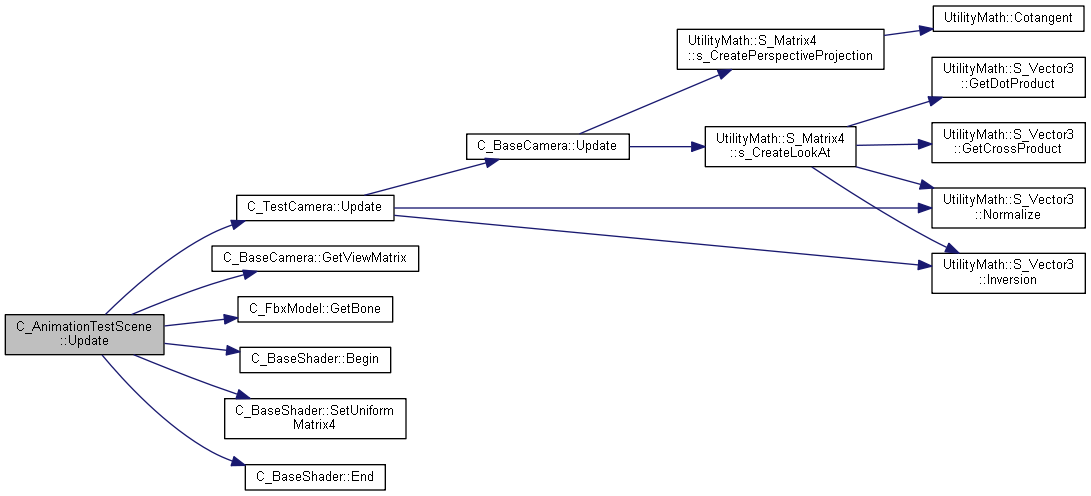 C_AnimationTestScene
::Update
C_TestCamera::Update
C_BaseCamera::GetViewMatrix
C_FbxModel::GetBone
C_BaseShader::Begin
C_BaseShader::SetUniform
Matrix4
C_BaseShader::End
C_BaseCamera::Update
UtilityMath::S_Matrix4
::s_CreatePerspectiveProjection
UtilityMath::S_Matrix4
::s_CreateLookAt
UtilityMath::Cotangent
UtilityMath::S_Vector3
::GetDotProduct
UtilityMath::S_Vector3
::GetCrossProduct
UtilityMath::S_Vector3
::Normalize
UtilityMath::S_Vector3
::Inversion